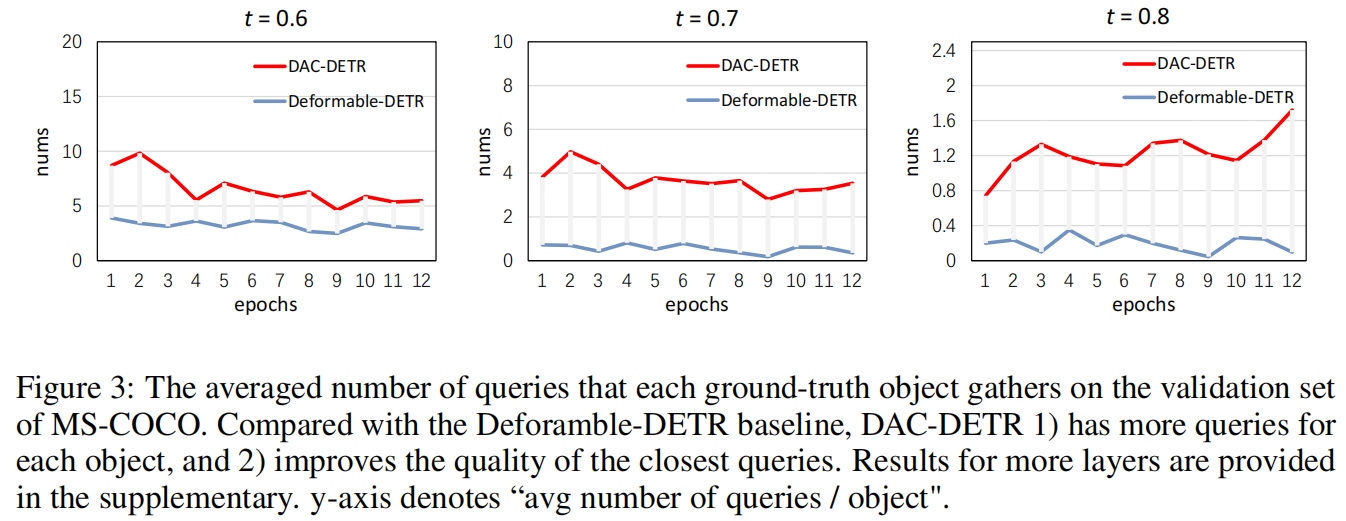 t = 0.6
20
15
10
5
0
nums
DAC-DETR
Deformable-DETR
1 2 3 4 5 6 7 8 9 10 11 12
epochs
t = 0.7
10
8
6
4
2
0
nums
DAC-DETR
Deformable-DETR
1 2 3 4 5 6 7 8 9 10 11 12
epochs
t = 0.8
2.4
2
1.6
1.2
0.8
0.4
0
nums
DAC-DETR
Deformable-DETR
1 2 3 4 5 6 7 8 9 10 11 12
epochs
Figure 3: The averaged number of queries that each ground-truth object gathers on the validation set
of MS-COCO. Compared with the Deforamble-DETR baseline, DAC-DETR 1) has more queries for
each object, and 2) improves the quality of the closest queries. Results for more layers are provided
in the supplementary. y-axis denotes “avg number of queries / object".